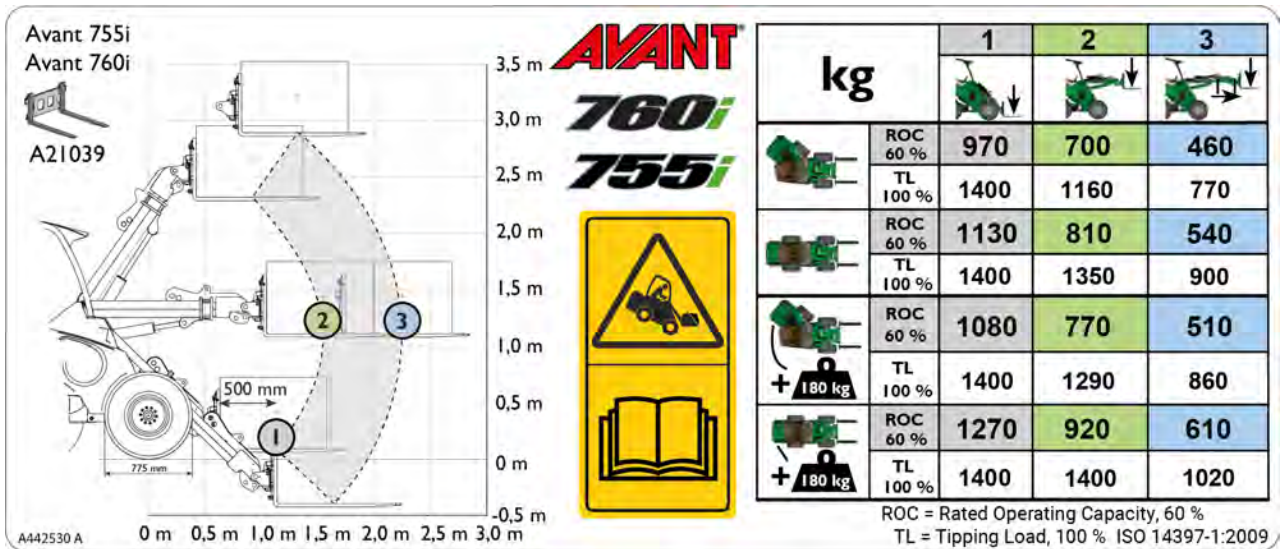 Avant 755i
Avant 760i
A21039
3,5 m
3,0 m
2,5 m
2,0 m
1,5 m
1,0 m
0,5 m
0 m
-0,5 m
2
3
500 mm
1
775 mm
0 m 0,5 m 1,0 m 1,5 m 2,0 m 2,5 m 3,0 m
A442530 A
AVANT®
760i
755i
kg 1 2 3
ROC 60 % 970 700 460
TL 100 % 1400 1160 770
ROC 60 % 1130 810 540
TL 100 % 1400 1350 900
ROC 60 % 1080 770 510
+ 180 kg TL 100 % 1400 1290 860
ROC 60 % 1270 920 610
+ 180 kg TL 100 % 1400 1400 1020
ROC = Rated Operating Capacity, 60 %
TL = Tipping Load, 100 % ISO 14397-1:2009